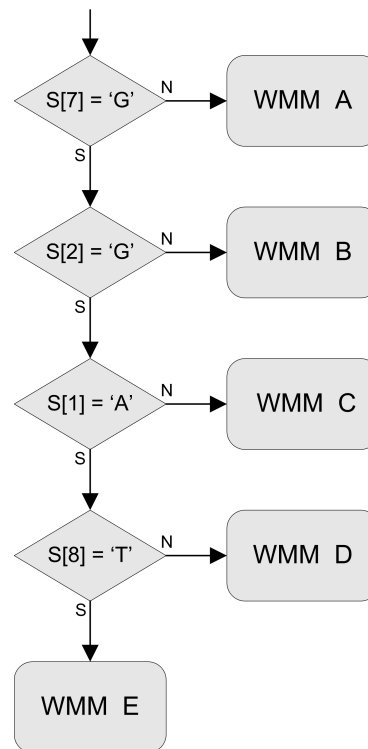 S[7] = ‘G’
N
WMM A
S
S[2] = ‘G’
N
WMM B
S
S[1] = ‘A’
N
WMM C
S
S[8] = ‘T’
N
WMM D
S
WMM E